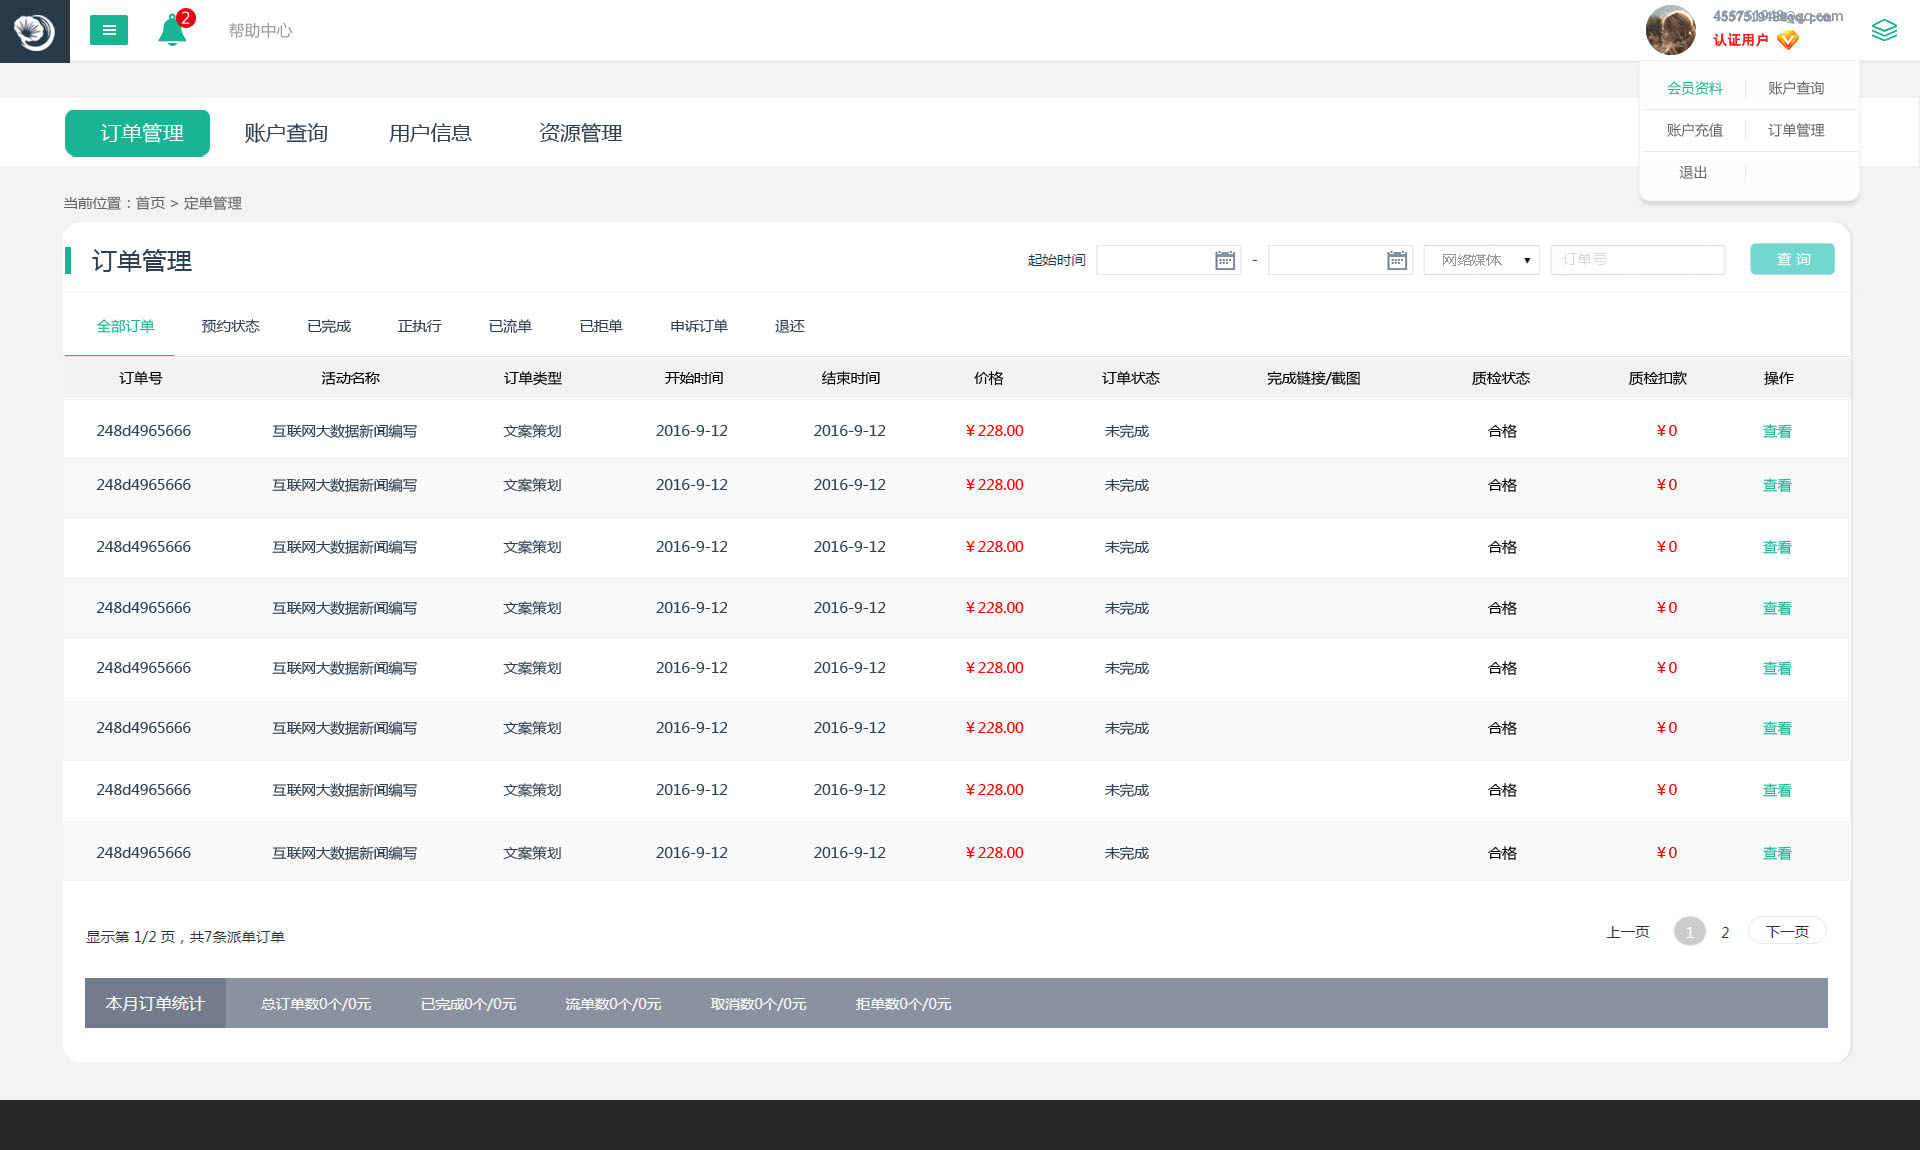 2
帮助中心
认证用户
会员资料 账户查询
账户充值 订单管理
退出
订单管理 账户查询 用户信息 资源管理
当前位置：首页 > 定单管理
订单管理
起始时间 - 网络媒体 订单号 查 询
全部订单 预约状态 已完成 正执行 已流单 已拒单 申诉订单 退还
订单号 活动名称 订单类型 开始时间 结束时间 价格 订单状态 完成链接/截图 质检状态 质检扣款 操作
248d4965666 互联网大数据新闻编写 文案策划 2016-9-12 2016-9-12 ￥228.00 未完成 合格 ￥0 查看
248d4965666 互联网大数据新闻编写 文案策划 2016-9-12 2016-9-12 ￥228.00 未完成 合格 ￥0 查看
248d4965666 互联网大数据新闻编写 文案策划 2016-9-12 2016-9-12 ￥228.00 未完成 合格 ￥0 查看
248d4965666 互联网大数据新闻编写 文案策划 2016-9-12 2016-9-12 ￥228.00 未完成 合格 ￥0 查看
248d4965666 互联网大数据新闻编写 文案策划 2016-9-12 2016-9-12 ￥228.00 未完成 合格 ￥0 查看
248d4965666 互联网大数据新闻编写 文案策划 2016-9-12 2016-9-12 ￥228.00 未完成 合格 ￥0 查看
248d4965666 互联网大数据新闻编写 文案策划 2016-9-12 2016-9-12 ￥228.00 未完成 合格 ￥0 查看
248d4965666 互联网大数据新闻编写 文案策划 2016-9-12 2016-9-12 ￥228.00 未完成 合格 ￥0 查看
显示第 1/2 页，共7条派单订单
上一页 1 2 下一页
本月订单统计 总订单数0个/0元 已完成0个/0元 流单数0个/0元 取消数0个/0元 拒单数0个/0元